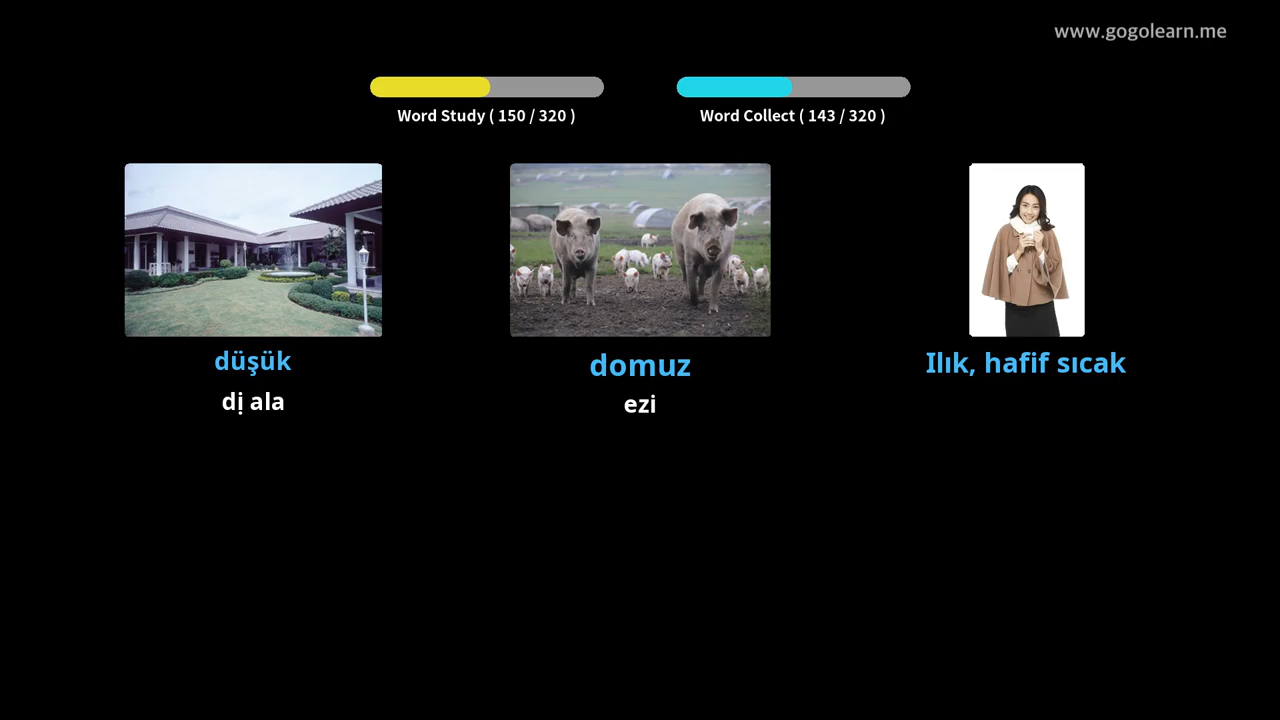 www.gogolearn.me
Word Study ( 150 / 320 )
Word Collect ( 143 / 320 )
düşük
dị ala
domuz
ezi
Ilık, hafif sıcak